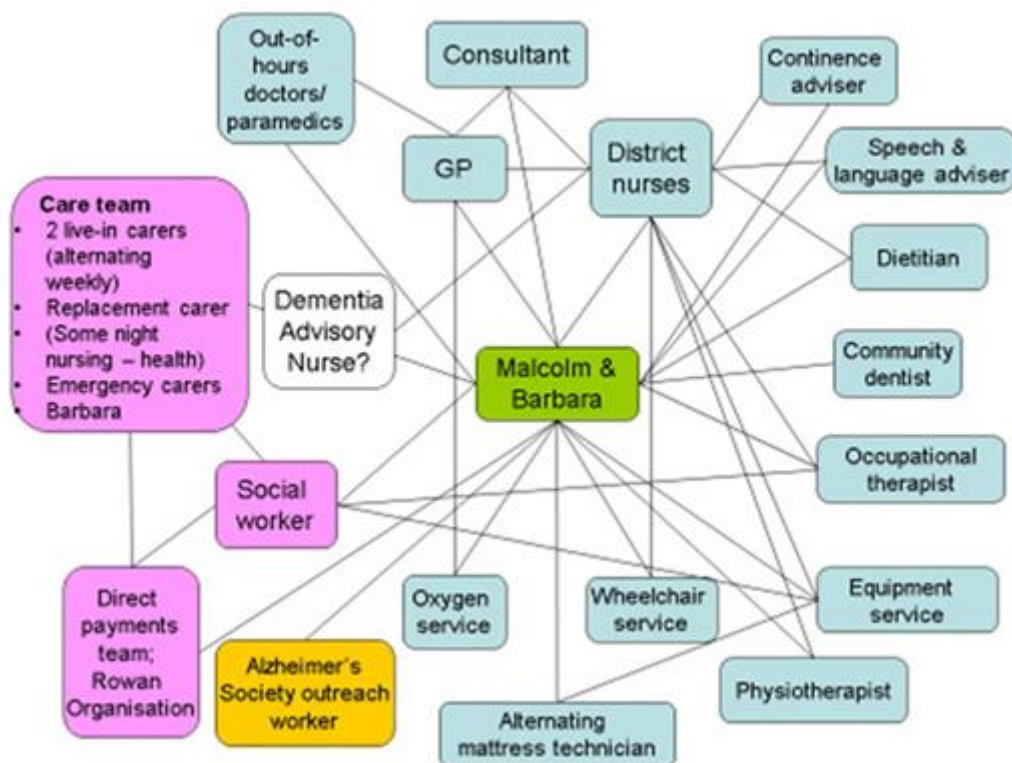 Out-of-
hours
doctors/
paramedics
Consultant
Continence
adviser
GP
District
nurses
Speech &
language adviser
Care team
• 2 live-in carers
(alternating
weekly)
• Replacement carer
• (Some night
nursing – health)
• Emergency carers
• Barbara
Dementia
Advisory
Nurse?
Dietitian
Malcolm &
Barbara
Community
dentist
Social
worker
Occupational
therapist
Direct
payments
team;
Rowan
Organisation
Oxygen
service
Wheelchair
service
Equipment
service
Alzheimer's
Society outreach
worker
Alternating
mattress technician
Physiotherapist